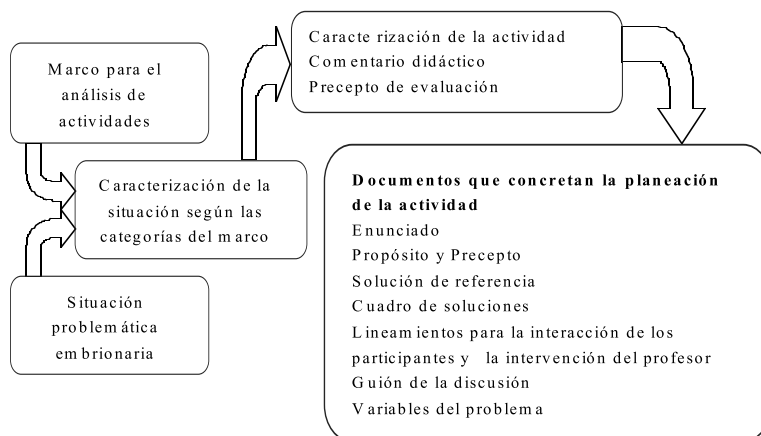 Marco para el
análisis de
actividades
Situación
problemática
embrionaria
Caracterización de la
situación según las
categorías del marco
Caracte rización de la actividad
Comentario didáctico
Precepto de evaluación
Documentos que concretan la planeación
de la actividad
Enunciado
Propósito y Precepto
Solución de referencia
Cuadro de soluciones
Lineamientos para la interacción de los
participantes y la intervención del profesor
Guión de la discusión
Variables del problema